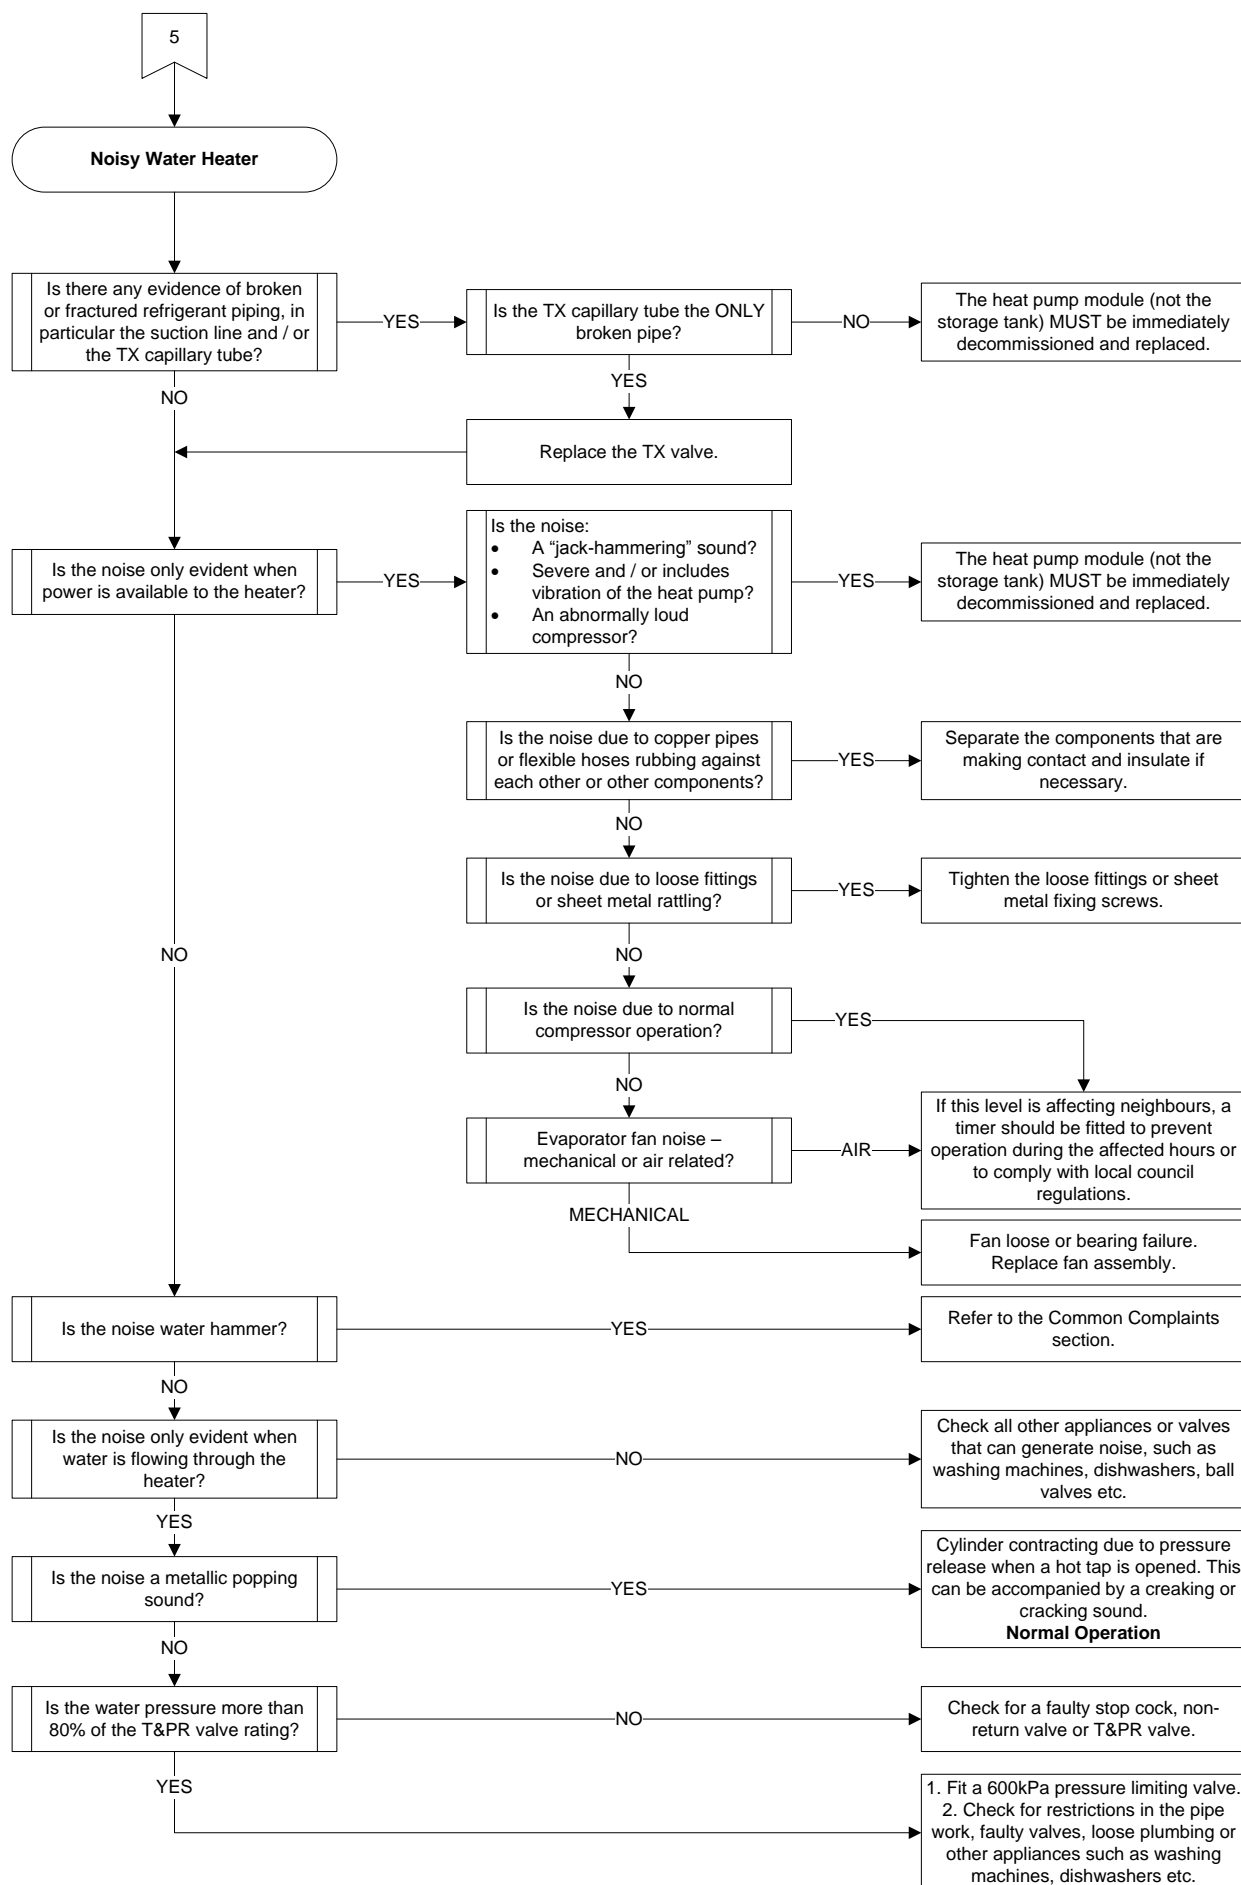 5
Noisy Water Heater
Is there any evidence of broken
or fractured refrigerant piping, in
particular the suction line and / or
the TX capillary tube?
YES
Is the TX capillary tube the ONLY
broken pipe?
NO
The heat pump module (not the
storage tank) MUST be immediately
decommissioned and replaced.
YES
NO
Replace the TX valve.
Is the noise only evident when
power is available to the heater?
YES
Is the noise:
• A “jack-hammering” sound?
• Severe and / or includes
vibration of the heat pump?
• An abnormally loud
compressor?
YES
The heat pump module (not the
storage tank) MUST be immediately
decommissioned and replaced.
NO
Is the noise due to copper pipes
or flexible hoses rubbing against
each other or other components?
YES
Separate the components that are
making contact and insulate if
necessary.
NO
Is the noise due to loose fittings
or sheet metal rattling?
YES
Tighten the loose fittings or sheet
metal fixing screws.
NO
NO
Is the noise due to normal
compressor operation?
YES
NO
Evaporator fan noise –
mechanical or air related?
AIR
If this level is affecting neighbours, a
timer should be fitted to prevent
operation during the affected hours or
to comply with local council
regulations.
MECHANICAL
Fan loose or bearing failure.
Replace fan assembly.
Is the noise water hammer?
YES
Refer to the Common Complaints
section.
NO
Is the noise only evident when
water is flowing through the
heater?
NO
Check all other appliances or valves
that can generate noise, such as
washing machines, dishwashers, ball
valves etc.
YES
Is the noise a metallic popping
sound?
YES
Cylinder contracting due to pressure
release when a hot tap is opened. This
can be accompanied by a creaking or
cracking sound.
Normal Operation
NO
Is the water pressure more than
80% of the T&PR valve rating?
NO
Check for a faulty stop cock, non-
return valve or T&PR valve.
YES
1. Fit a 600kPa pressure limiting valve.
2. Check for restrictions in the pipe
work, faulty valves, loose plumbing or
other appliances such as washing
machines, dishwashers etc.